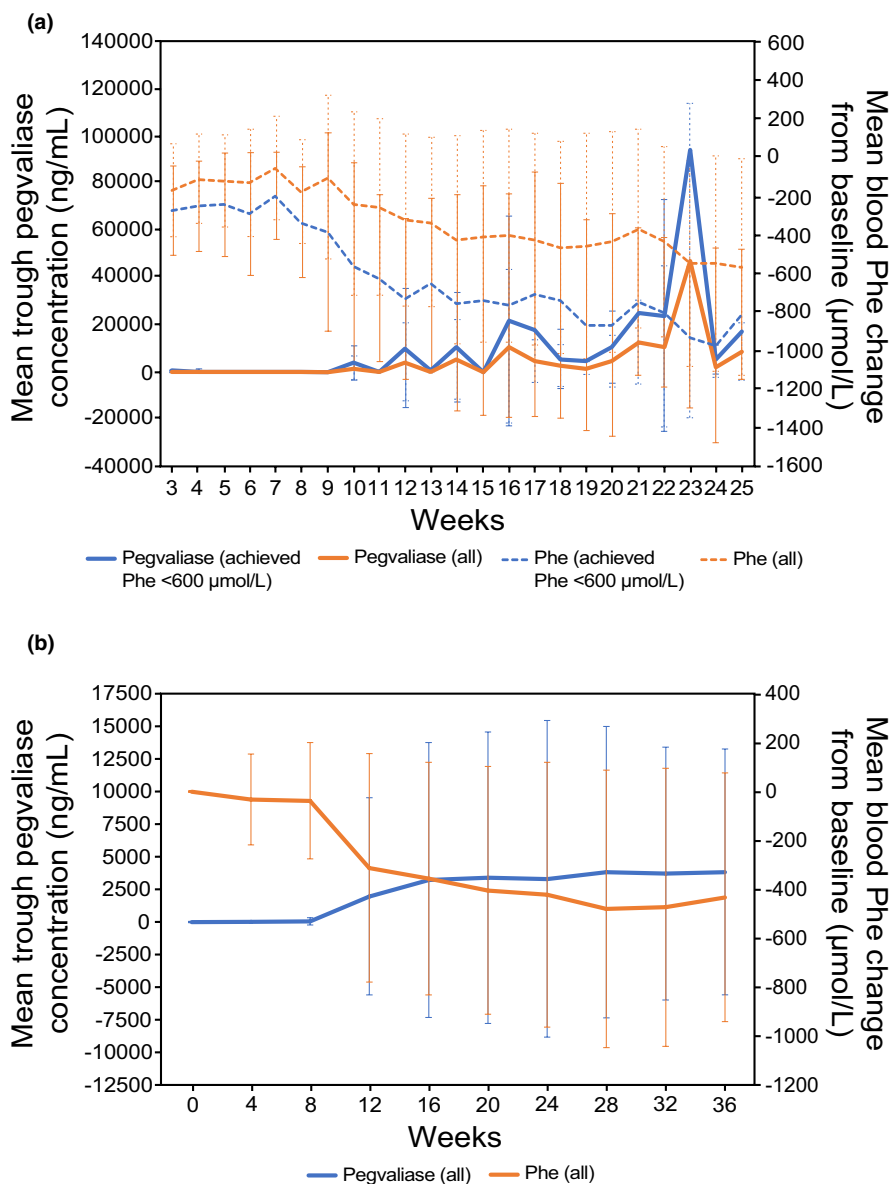 (a)
Mean trough pegvaliase
concentration (ng/mL)
140000
120000
100000
80000
60000
40000
20000
0
-20000
-40000
600
400
200
0
-200
-400
-600
-800
-1000
-1200
-1400
-1600
Mean blood Phe change
from baseline (µmol/L)
3 4 5 6 7 8 9 10 11 12 13 14 15 16 17 18 19 20 21 22 23 24 25
Weeks
Pegvaliase (achieved Phe <600 µmol/L)
Pegvaliase (all)
Phe (achieved Phe <600 µmol/L)
Phe (all)
(b)
Mean trough pegvaliase
concentration (ng/mL)
17500
15000
12500
10000
7500
5000
2500
0
-2500
-5000
-7500
-10000
-12500
400
200
0
-200
-400
-600
-800
-1000
-1200
Mean blood Phe change
from baseline (µmol/L)
0 4 8 12 16 20 24 28 32 36
Weeks
Pegvaliase (all)
Phe (all)